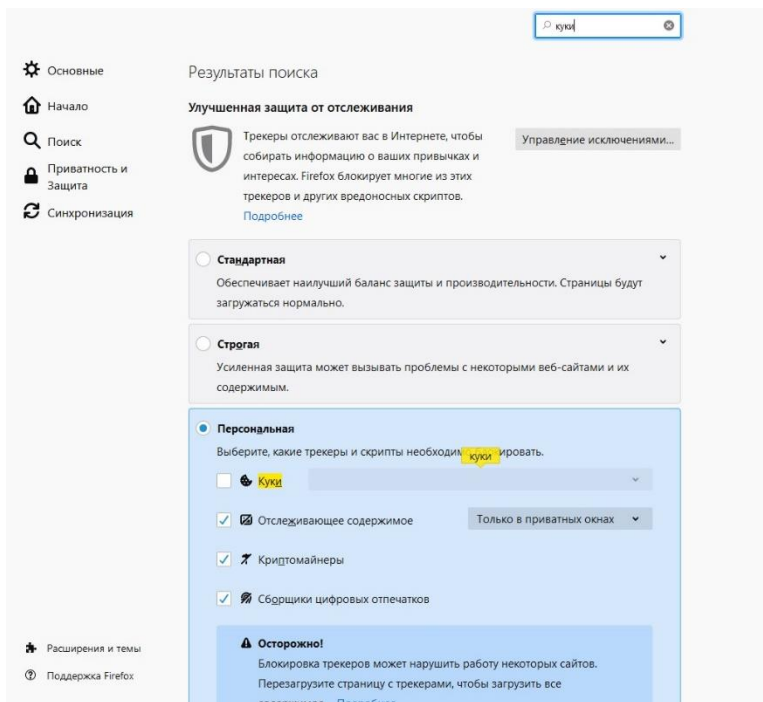 куки
Основные
Начало
Поиск
Приватность и
Защита
Синхронизация
Расширения и темы
Поддержка Firefox
Результаты поиска
Улучшенная защита от отслеживания
Трекеры отслеживают вас в Интернете, чтобы
собирать информацию о ваших привычках и
интересах. Firefox блокирует многие из этих
трекеров и других вредоносных скриптов.
Подробнее
Управление исключениями...
Стандартная
Обеспечивает наилучший баланс защиты и производительности. Страницы будут
загружаться нормально.
Строгая
Усиленная защита может вызывать проблемы с некоторыми веб-сайтами и их
содержимым.
Персональная
Выберите, какие трекеры и скрипты необходимо блокировать.
куки
Куки
Отслеживающее содержимое
Только в приватных окнах
Криптомайнеры
Сборщики цифровых отпечатков
Осторожно!
Блокировка трекеров может нарушить работу некоторых сайтов.
Перезагрузите страницу с трекерами, чтобы загрузить все